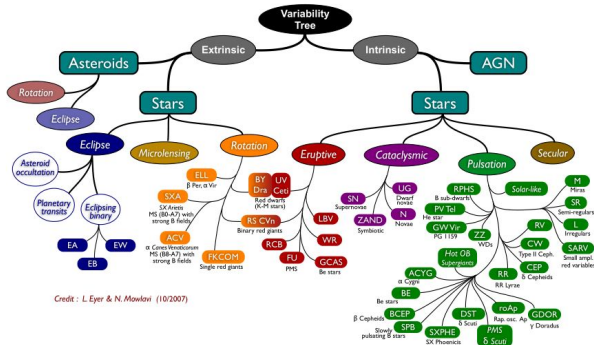 Variability
Tree
Extrinsic
Intrinsic
Asteroids
AGN
Rotation
Eclipse
Stars
Stars
Eclipse
Microlensing
Rotation
Eruptive
Cataclysmic
Pulsation
Secular
Asteroid
occultation
Planetary
transits
Eclipsing
binary
EA
EB
EW
ELL
β Per, α Vir
SXA
SX Arietis
MS (B0-A7) with
strong B fields
ACV
α Canes Venaticorum
MS (B8-A7) with
strong B fields
BY
Dra
UV
Ceti
Red dwarfs
(K-M stars)
RS CVn
Binary red giants
FKCOM
Single red giants
LBV
WR
RCB
FU
PMS
GCAS
Be stars
UG
Dwarf
novae
SN
Supernovae
ZAND
Symbiotic
N
Novae
RPHS
B sub-dwarfs
Solar-like
PV Tel
He star
GW Vir
PG 1159
ZZ
WDs
RV
CW
Type II Ceph.
CEP
δ Cepheids
RR
RR Lyrae
Hot OB
Supergiants
ACYG
α Cygni
BE
Be stars
BCEP
β Cepheids
SPB
Slowly
pulsating B stars
SXPHE
SX Phoenicis
DST
δ Scuti
PMS
δ Scuti
roAp
Rap. osc. Ap
GDOR
γ Doradus
M
Miras
SR
Semi-regulars
L
Irregulars
SARV
Small ampl.
red variables
Credit : L. Eyer & N. Mowlavi (10/2007)